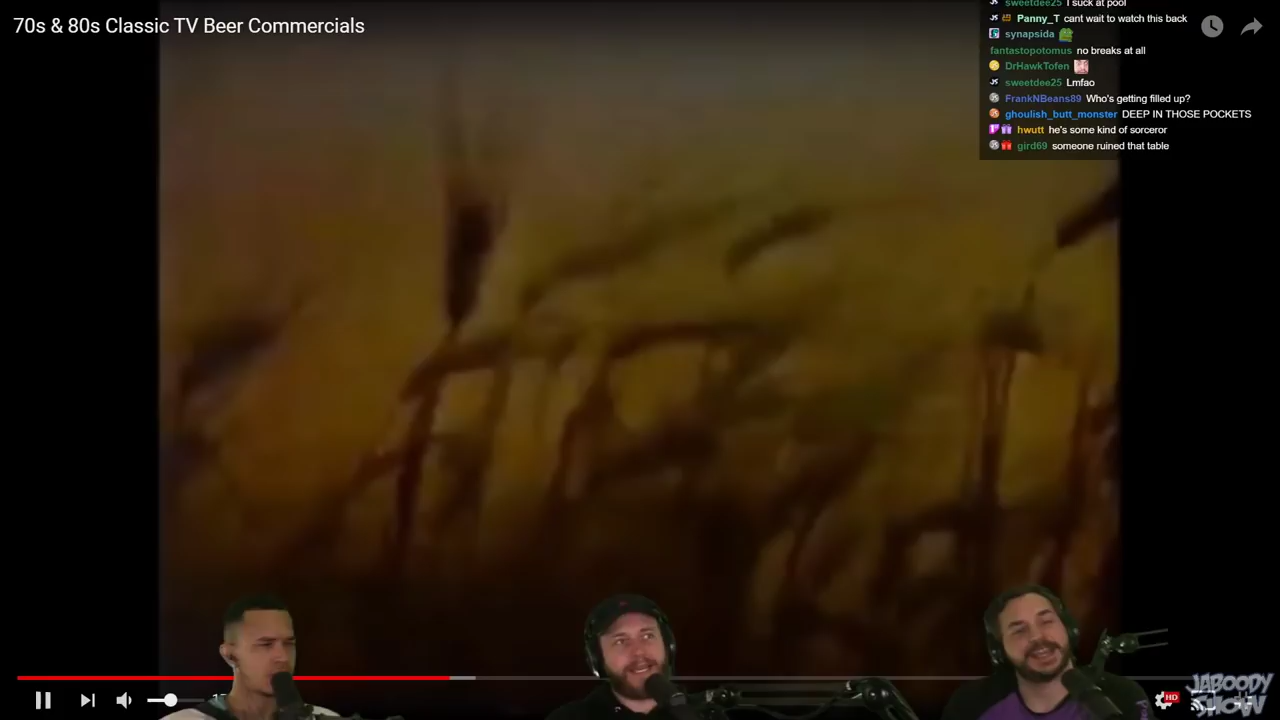 70s & 80s Classic TV Beer Commercials
sweetdee25 I suck at pool
Panny_T cant wait to watch this back
synapsida
fantastopotomus no breaks at all
DrHawkTofen
sweetdee25 Lmfao
FrankNBeans89 Who's getting filled up?
ghoulish_butt_monster DEEP IN THOSE POCKETS
hwutt he's some kind of sorceror
gird69 someone ruined that table
HD
JABOODY
SHOW